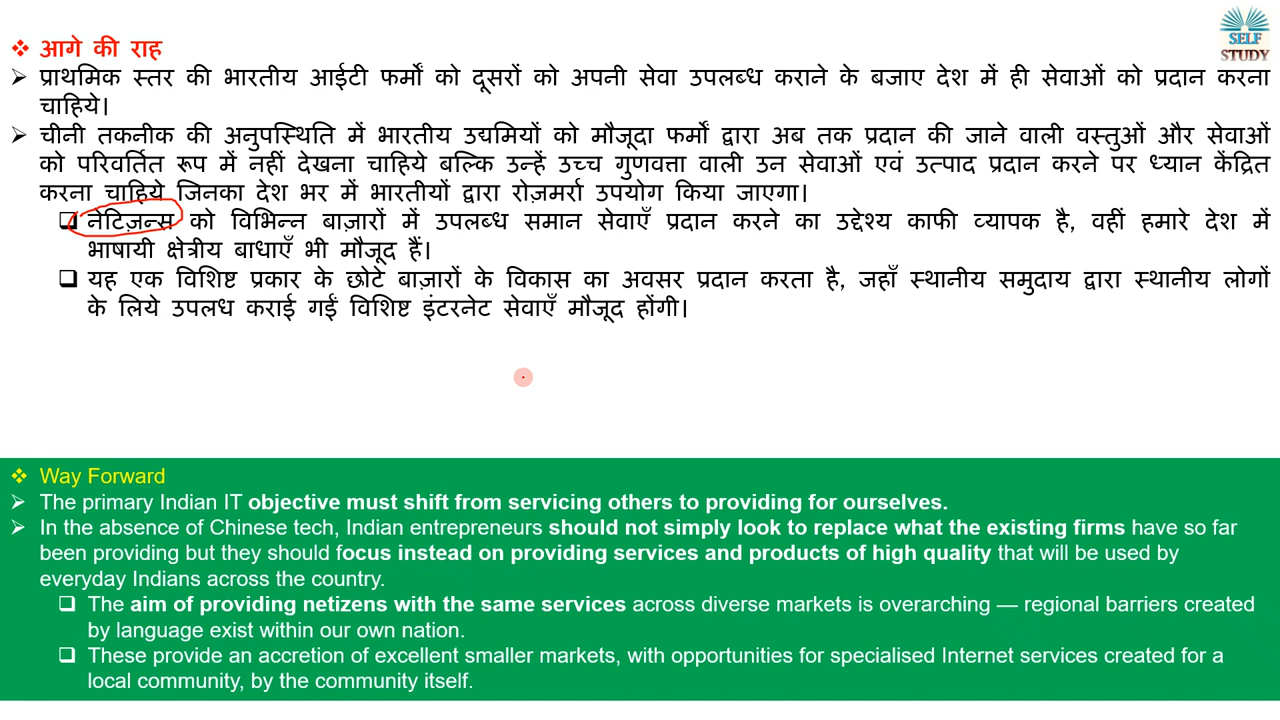 SELF
STUDY
❖ आगे की राह
➢ प्राथमिक स्तर की भारतीय आईटी फर्मों को दूसरों को अपनी सेवा उपलब्ध कराने के बजाए देश में ही सेवाओं को प्रदान करना
चाहिये।
➢ चीनी तकनीक की अनुपस्थिति में भारतीय उद्यमियों को मौजूदा फर्मों द्वारा अब तक प्रदान की जाने वाली वस्तुओं और सेवाओं
को परिवर्तित रूप में नहीं देखना चाहिये बल्कि उन्हें उच्च गुणवत्ता वाली उन सेवाओं एवं उत्पाद प्रदान करने पर ध्यान केंद्रित
करना चाहिये जिनका देश भर में भारतीयों द्वारा रोज़मर्रा उपयोग किया जाएगा।
❑ नेटिज़न्स को विभिन्न बाज़ारों में उपलब्ध समान सेवाएँ प्रदान करने का उद्देश्य काफी व्यापक है, वहीं हमारे देश में
भाषायी क्षेत्रीय बाधाएँ भी मौजूद हैं।
❑ यह एक विशिष्ट प्रकार के छोटे बाज़ारों के विकास का अवसर प्रदान करता है, जहाँ स्थानीय समुदाय द्वारा स्थानीय लोगों
के लिये उपलध कराई गईं विशिष्ट इंटरनेट सेवाएँ मौजूद होंगी।
❖ Way Forward
➢ The primary Indian IT objective must shift from servicing others to providing for ourselves.
➢ In the absence of Chinese tech, Indian entrepreneurs should not simply look to replace what the existing firms have so far
been providing but they should focus instead on providing services and products of high quality that will be used by
everyday Indians across the country.
❑ The aim of providing netizens with the same services across diverse markets is overarching — regional barriers created
by language exist within our own nation.
❑ These provide an accretion of excellent smaller markets, with opportunities for specialised Internet services created for a
local community, by the community itself.